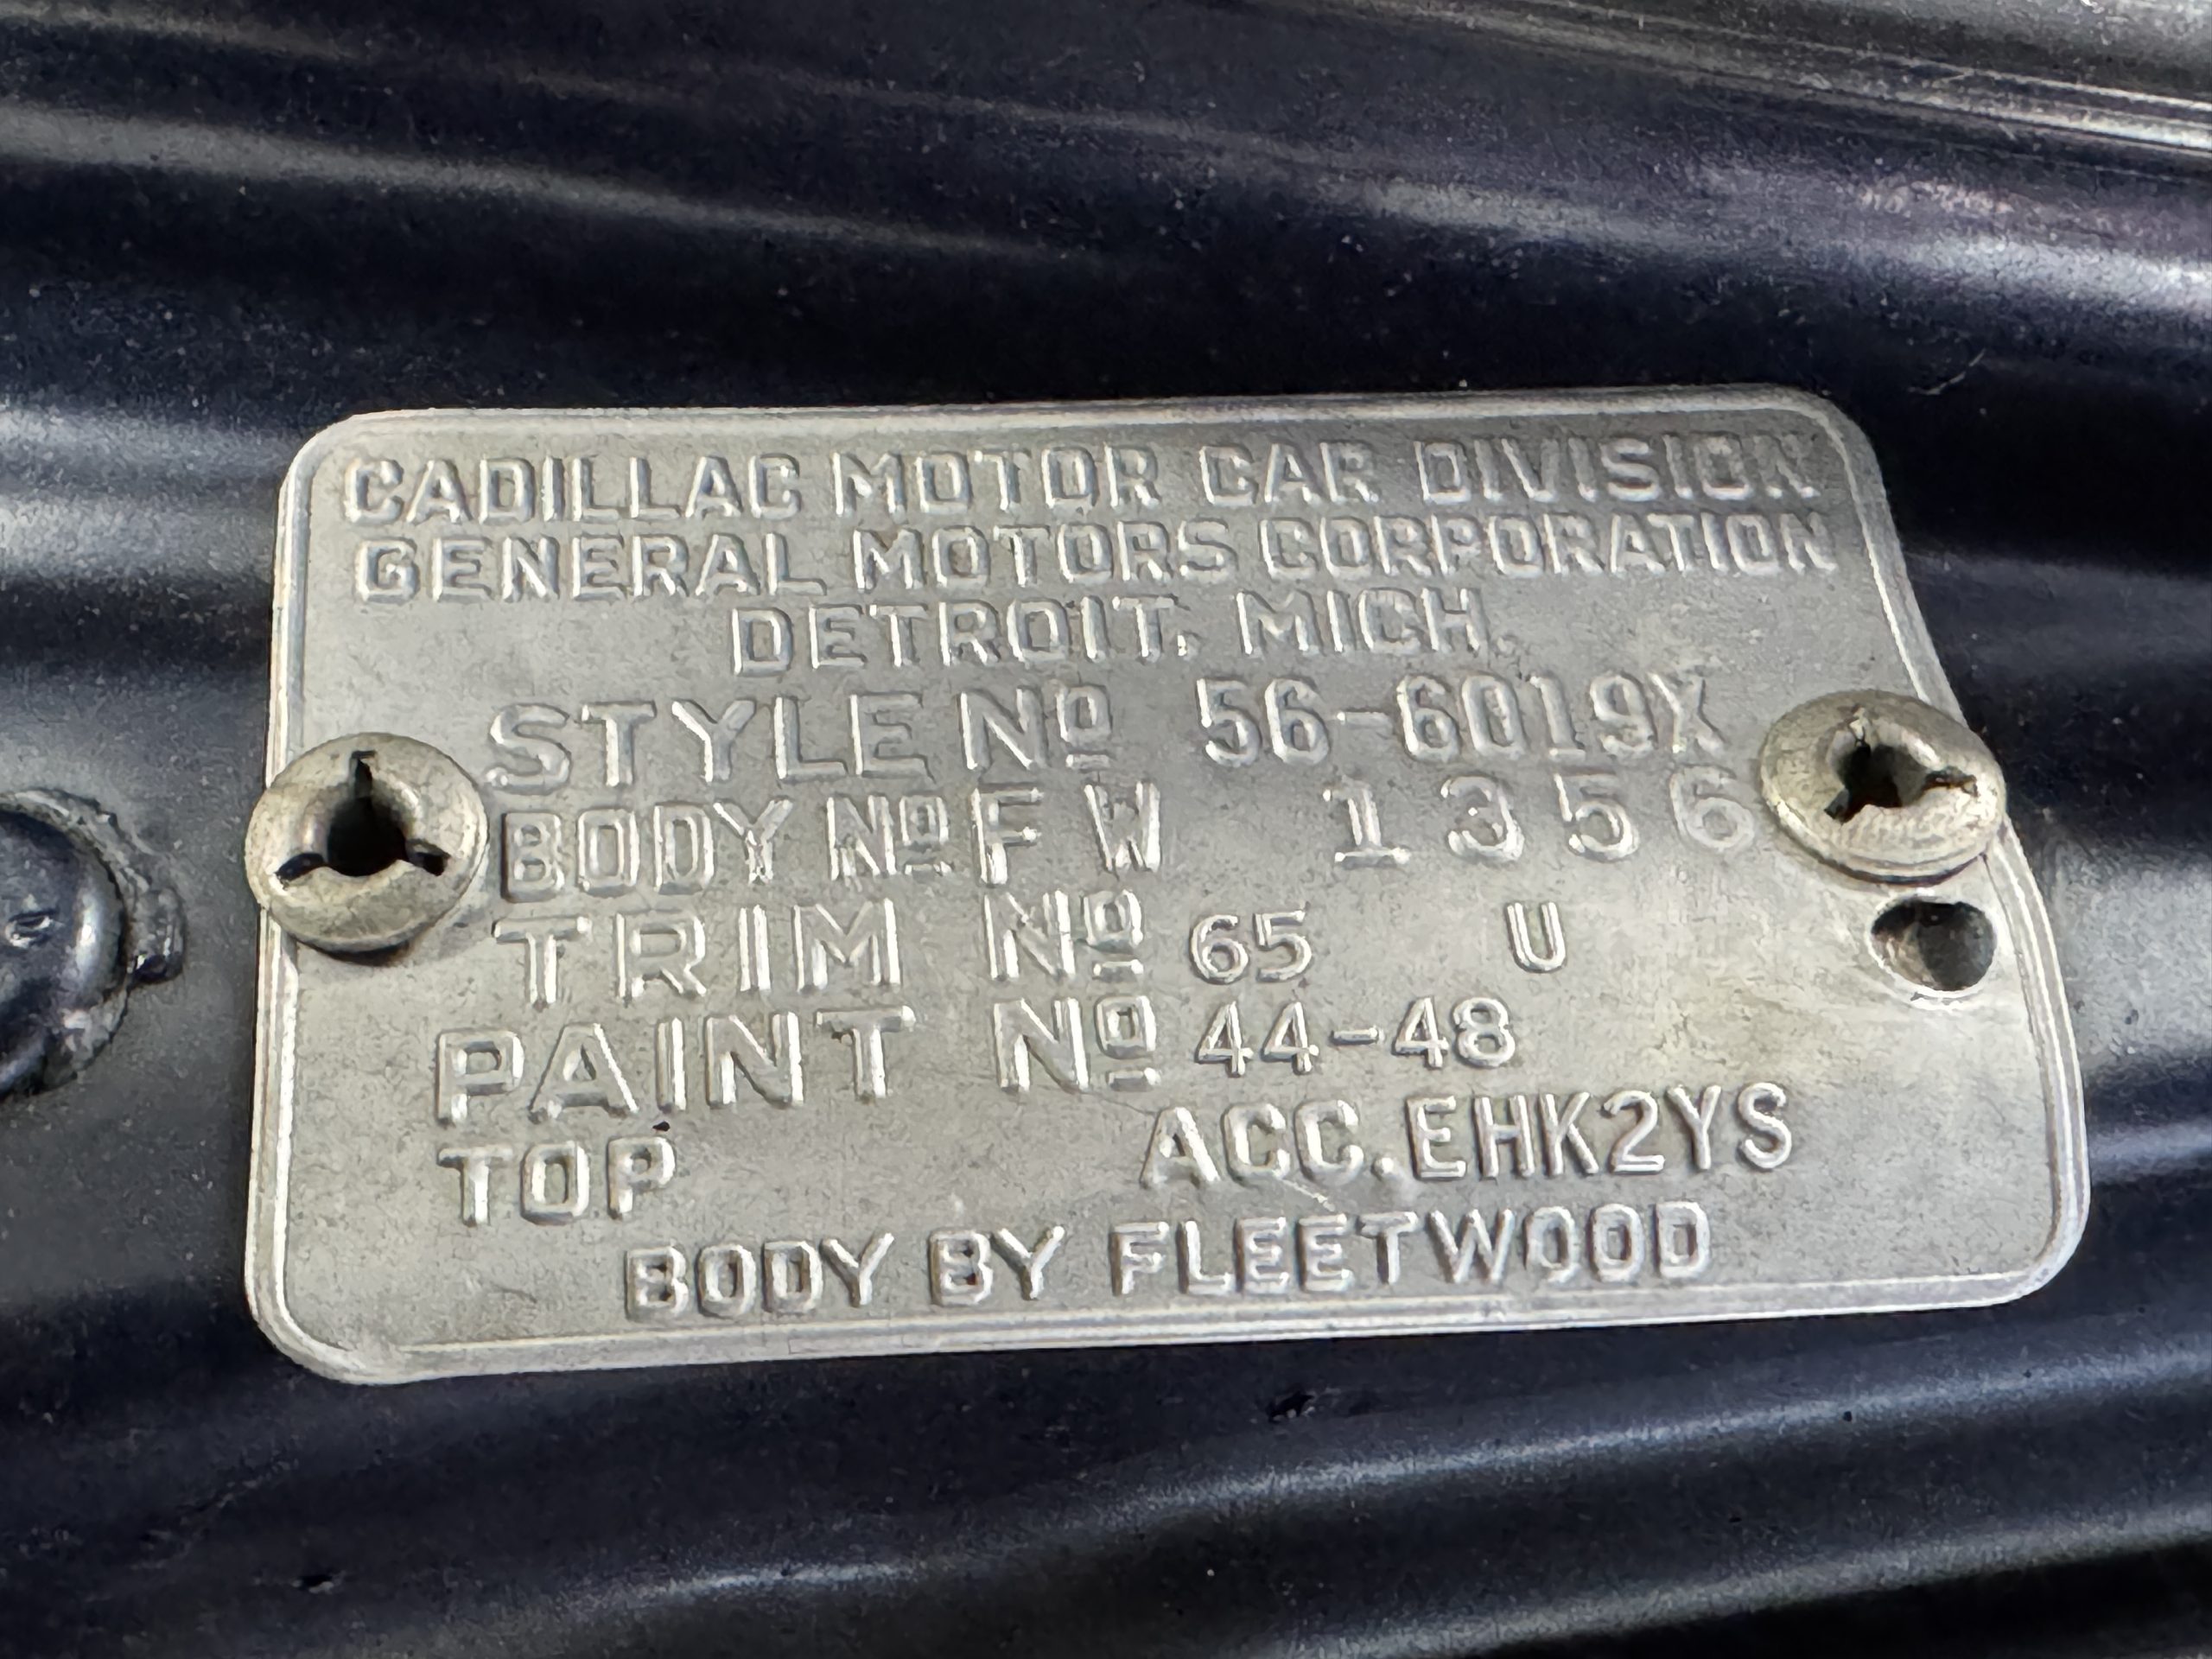 CADILLAC MOTOR CAR DIVISION
GENERAL MOTORS CORPORATION
DETROIT, MICH.
STYLE Nº 56-6019X
BODY Nº FW 1356
TRIM Nº 65 U
PAINT Nº 44-48
TOP ACC.EHK2YS
BODY BY FLEETWOOD